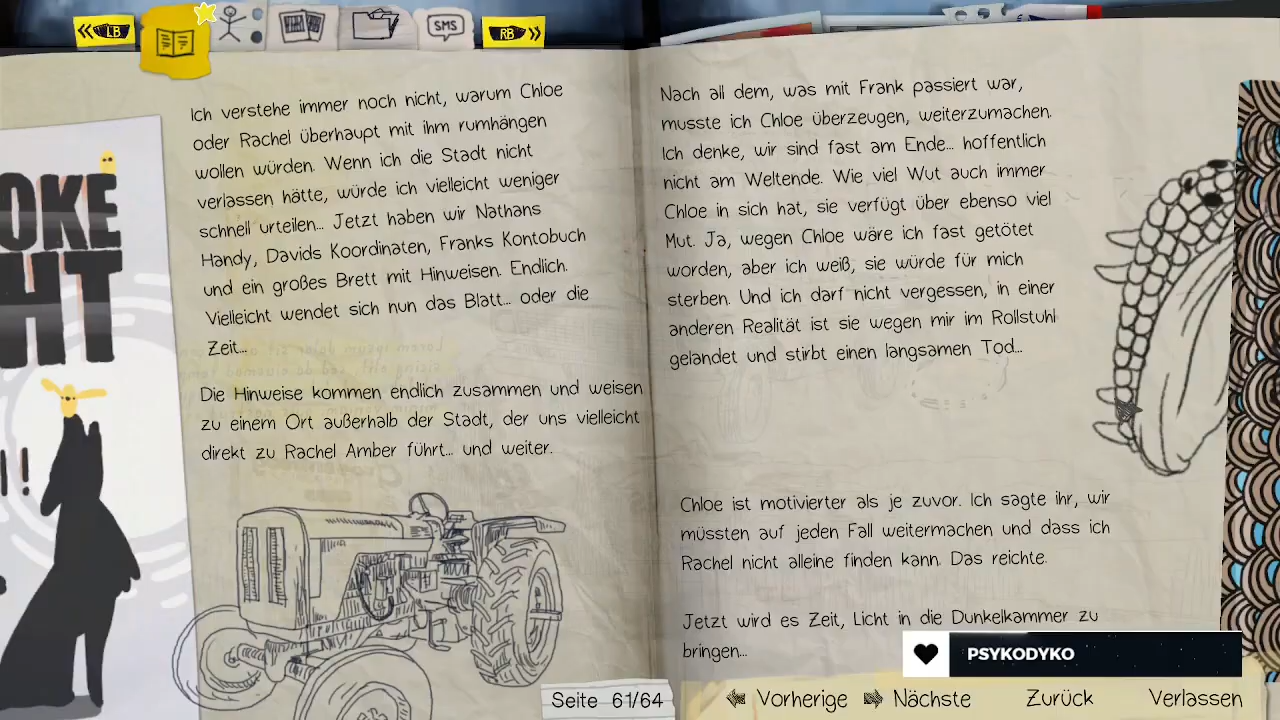 LB
SMS
RB
OKE
HT
!!
Ich verstehe immer noch nicht, warum Chloe
oder Rachel überhaupt mit ihm rumhängen
wollen würden. Wenn ich die Stadt nicht
verlassen hätte, würde ich vielleicht weniger
schnell urteilen... Jetzt haben wir Nathans
Handy, Davids Koordinaten, Franks Kontobuch
und ein großes Brett mit Hinweisen. Endlich.
Vielleicht wendet sich nun das Blatt... oder die
Zeit...
Die Hinweise kommen endlich zusammen und weisen
zu einem Ort außerhalb der Stadt, der uns vielleicht
direkt zu Rachel Amber führt... und weiter.
Nach all dem, was mit Frank passiert war,
musste ich Chloe überzeugen, weiterzumachen.
Ich denke, wir sind fast am Ende... hoffentlich
nicht am Weltende. Wie viel Wut auch immer
Chloe in sich hat, sie verfügt über ebenso viel
Mut. Ja, wegen Chloe wäre ich fast getötet
worden, aber ich weiß, sie würde für mich
sterben. Und ich darf nicht vergessen, in einer
anderen Realität ist sie wegen mir im Rollstuhl
gelandet und stirbt einen langsamen Tod...
Chloe ist motivierter als je zuvor. Ich sagte ihr, wir
müssten auf jeden Fall weitermachen und dass ich
Rachel nicht alleine finden kann. Das reichte.
Jetzt wird es Zeit, Licht in die Dunkelkammer zu
bringen...
PSYKODYKO
Seite 61/64
Vorherige
Nächste
Zurück
Verlassen